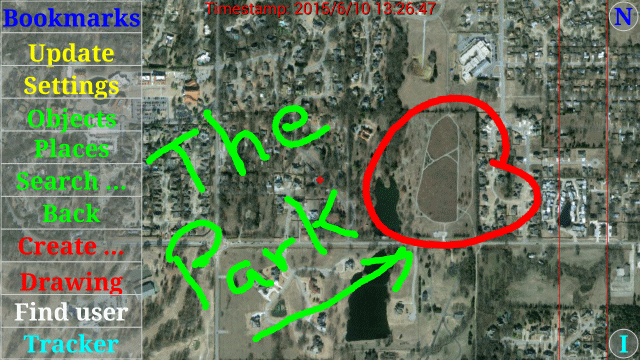 Timestamp: 2016/6/10 13:26:47
Bookmarks
Update
Settings
Objects
Places
Search ...
Back
Create ...
Drawing
Find user
Tracker
N
The
Park
I